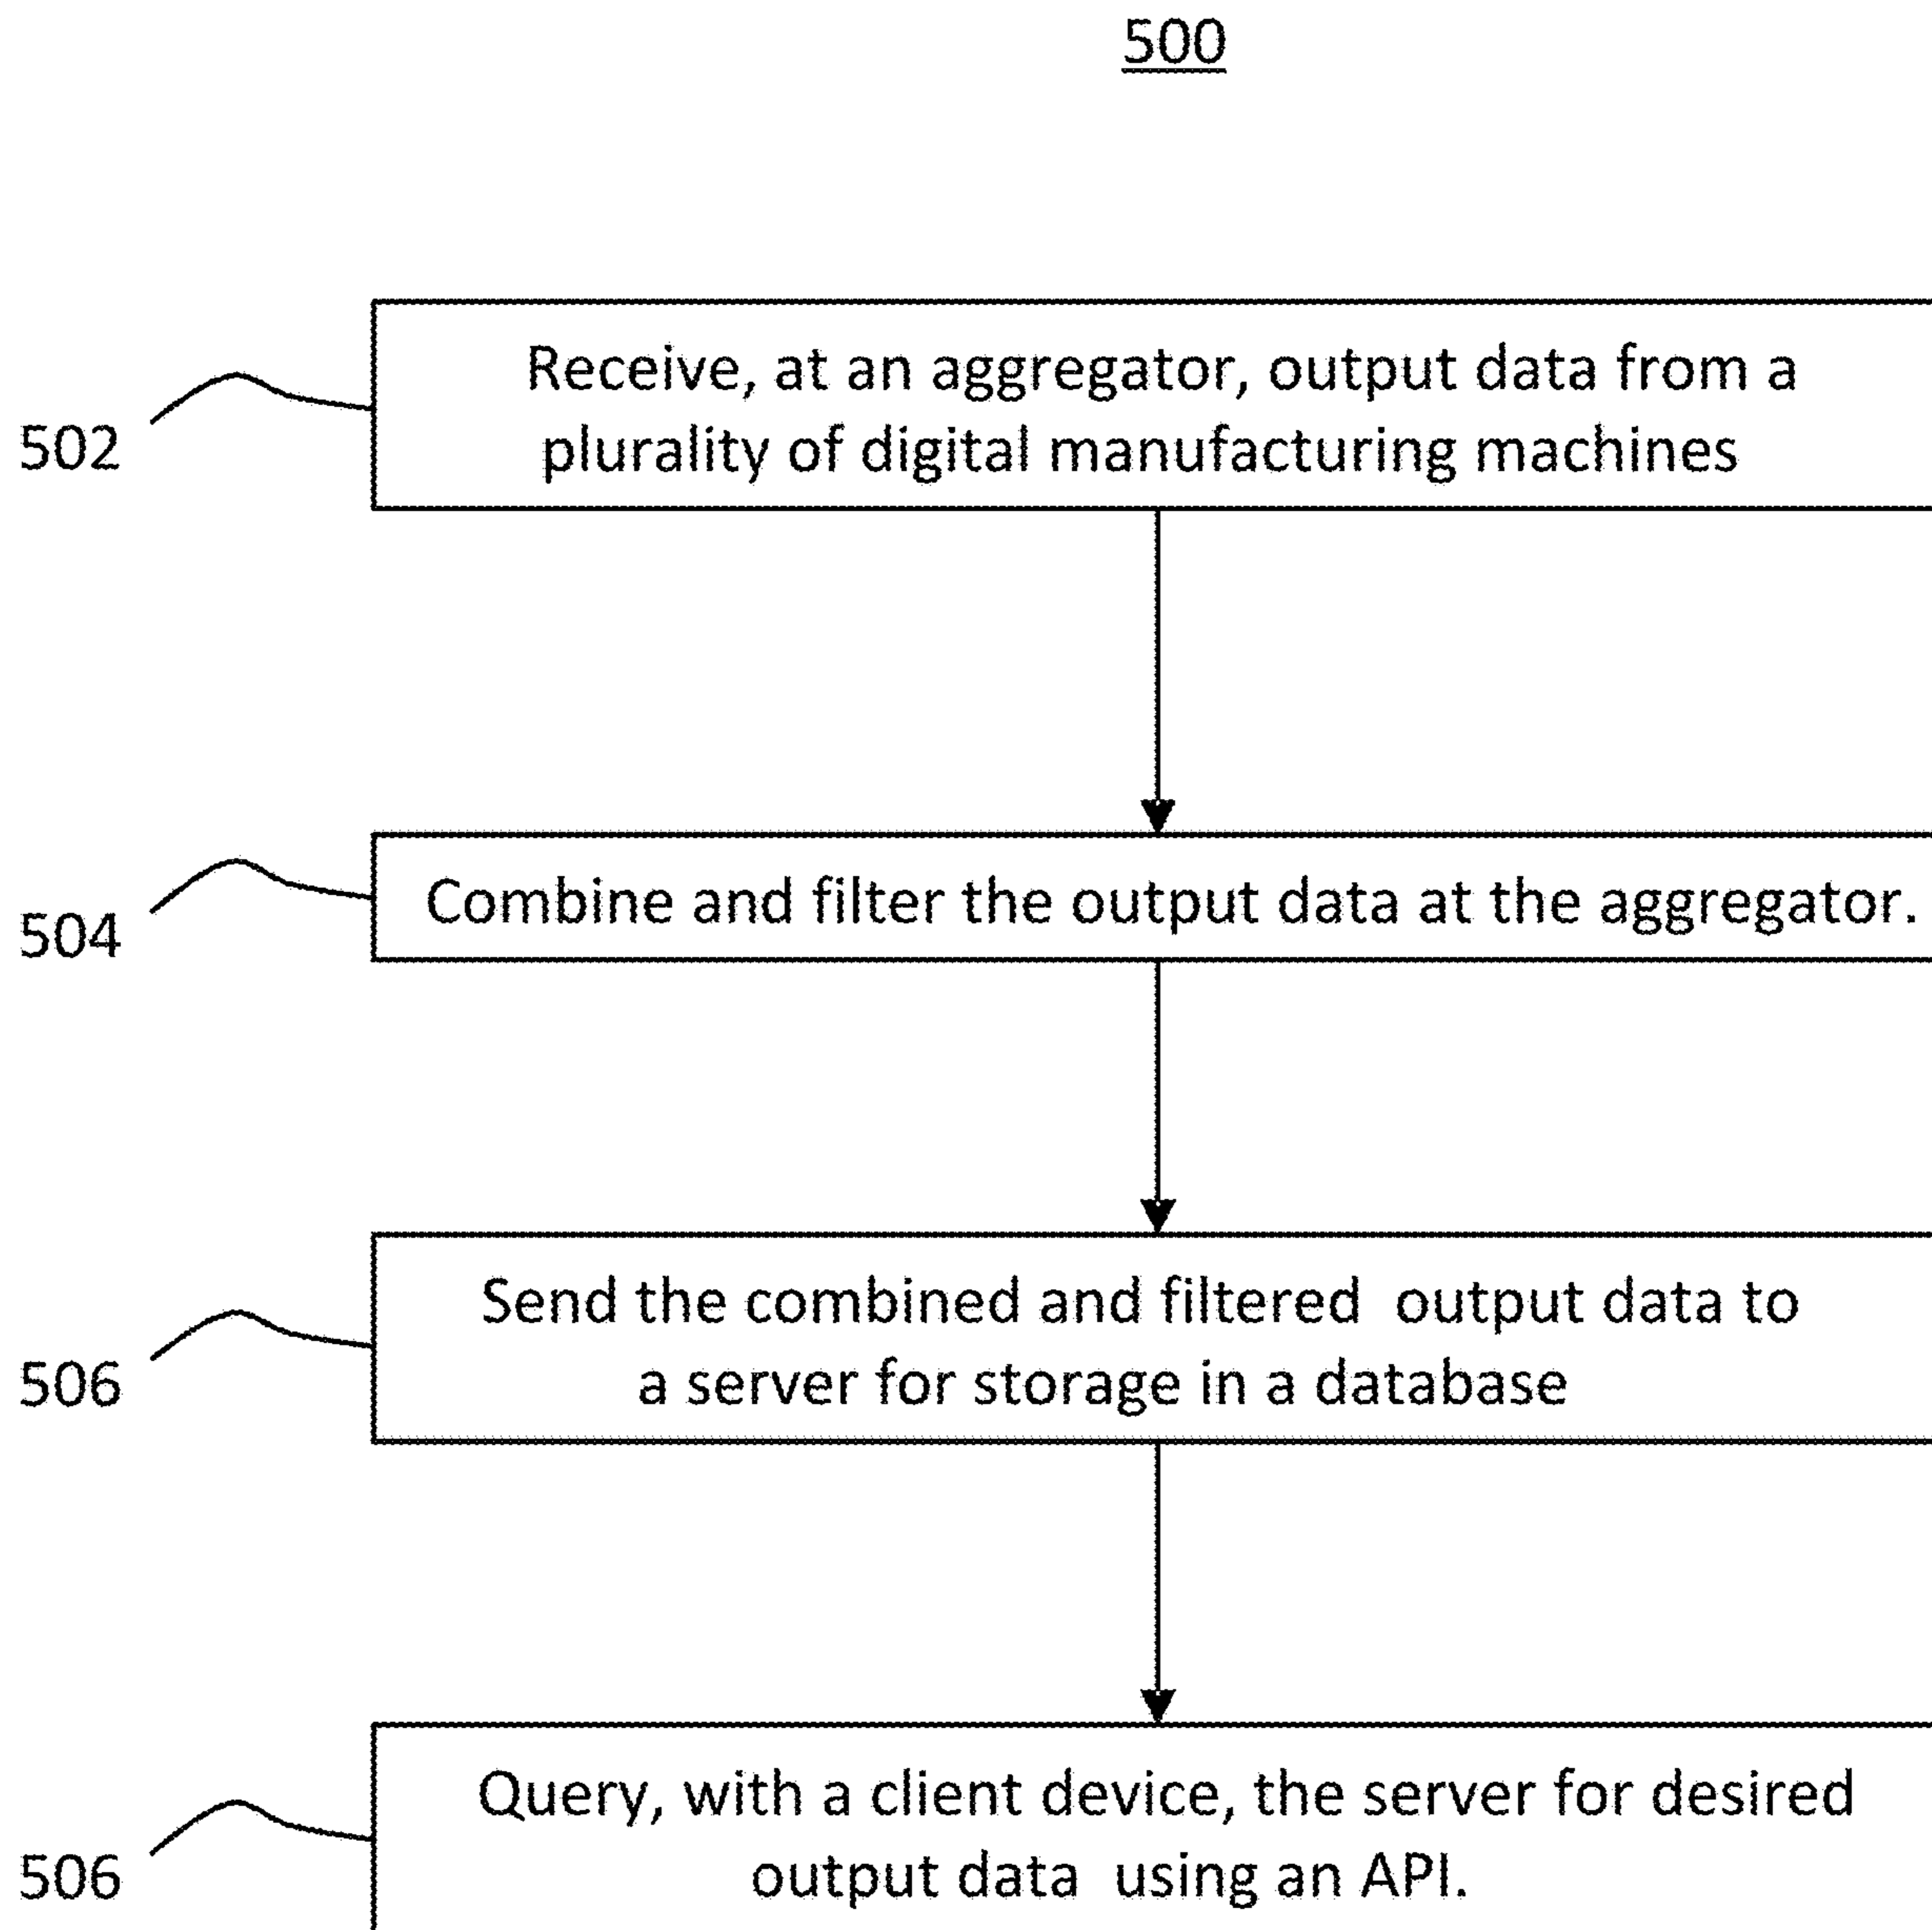 500
Receive, at an aggregator, output data from a
plurality of digital manufacturing machines
502
Combine and filter the output data at the aggregator.
504
Send the combined and filtered output data to
a server for storage in a database
506
Query, with a client device, the server for desired
output data using an API.
506